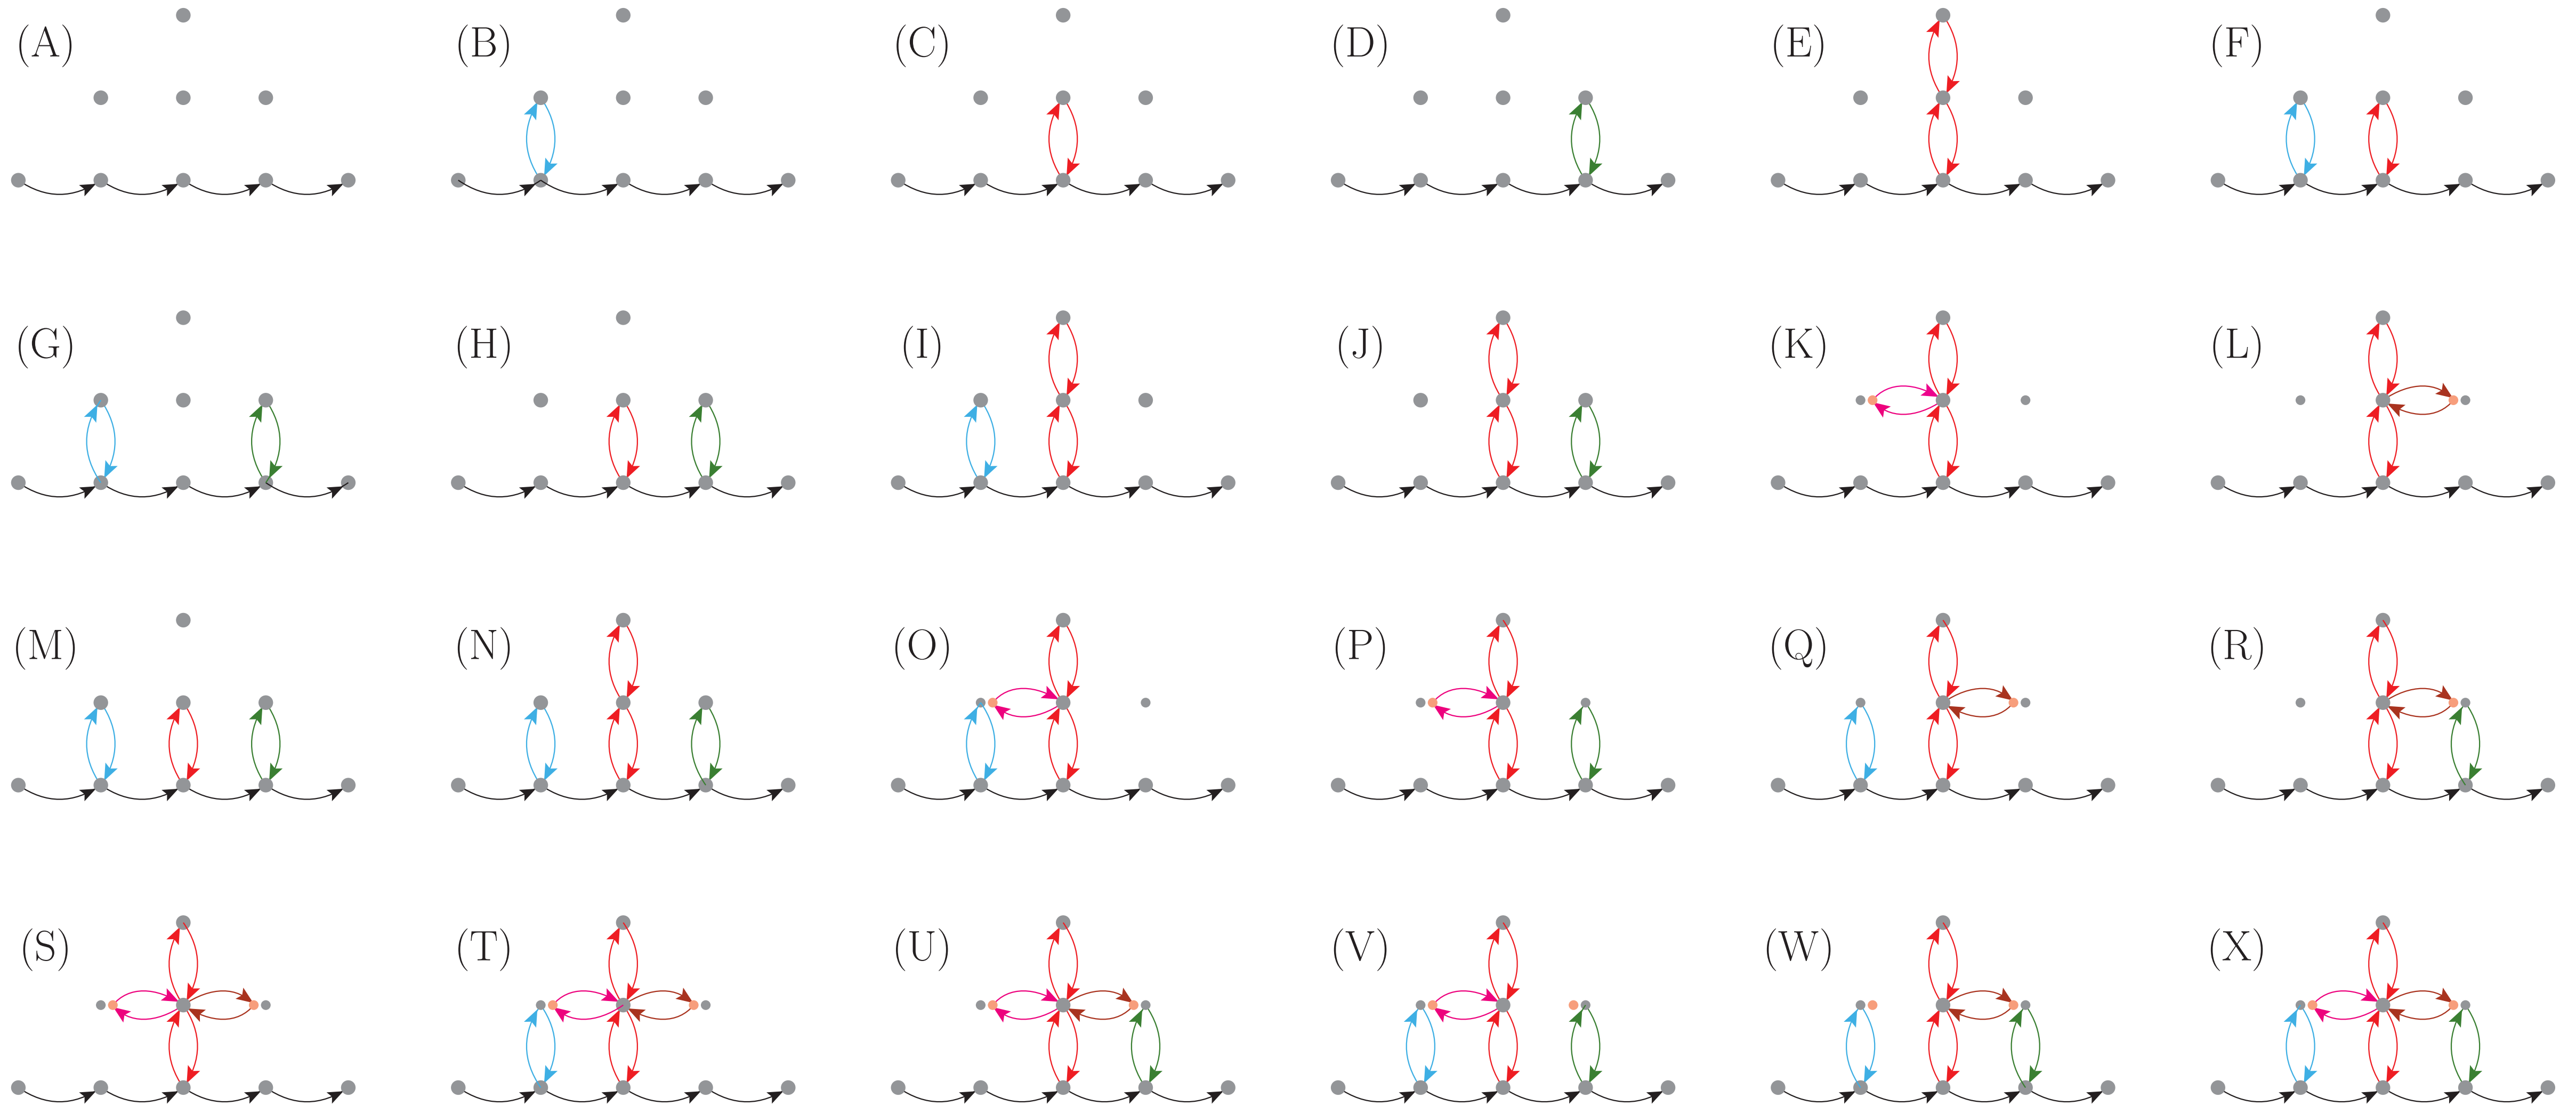 (A) (B) (C) (D) (E) (F)
(G) (H) (I) (J) (K) (L)
(M) (N) (O) (P) (Q) (R)
(S) (T) (U) (V) (W) (X)